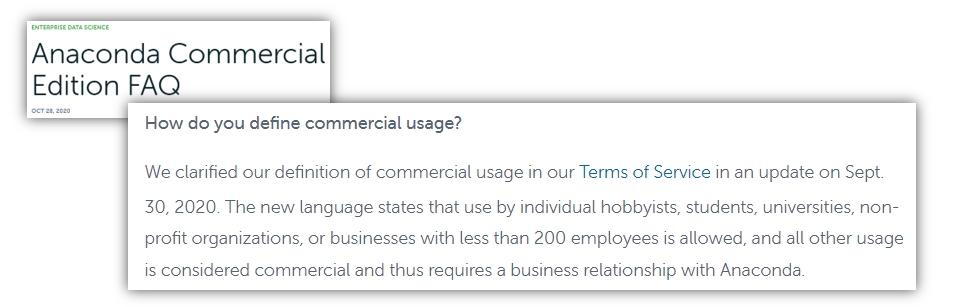 ENTERPRISE DATA SCIENCE
Anaconda Commercial
Edition FAQ
OCT 28, 2020
How do you define commercial usage?
We clarified our definition of commercial usage in our Terms of Service in an update on Sept.
30, 2020. The new language states that use by individual hobbyists, students, universities, non-
profit organizations, or businesses with less than 200 employees is allowed, and all other usage
is considered commercial and thus requires a business relationship with Anaconda.